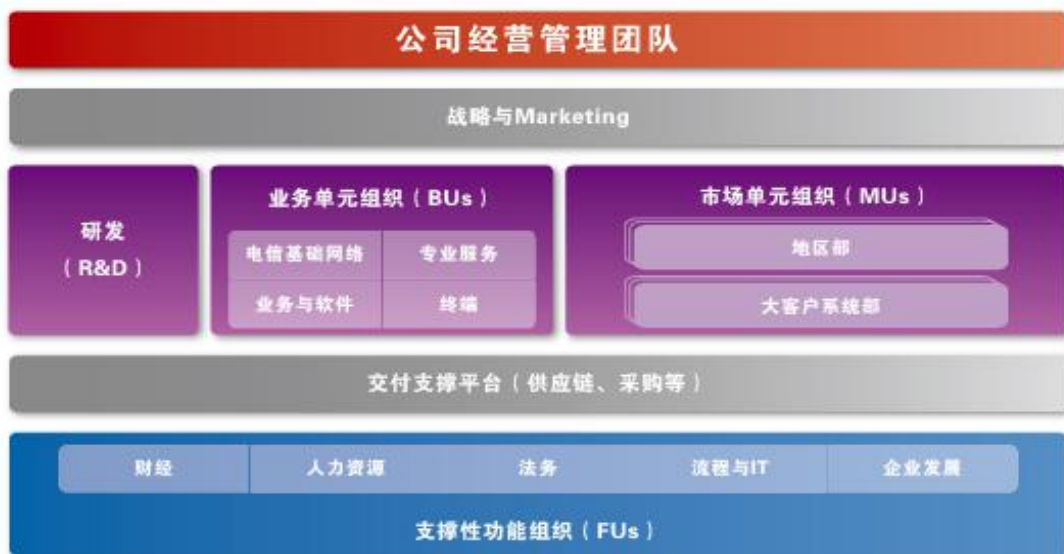 公司经营管理团队
战略与Marketing
研发
（R&D）
业务单元组织（BUs）
电信基础网络 专业服务
业务与软件 终端
市场单元组织（MUs）
地区部
大客户系统部
交付支撑平台（供应链、采购等）
财经 人力资源 法务 流程与IT 企业发展
支撑性功能组织（FUs）